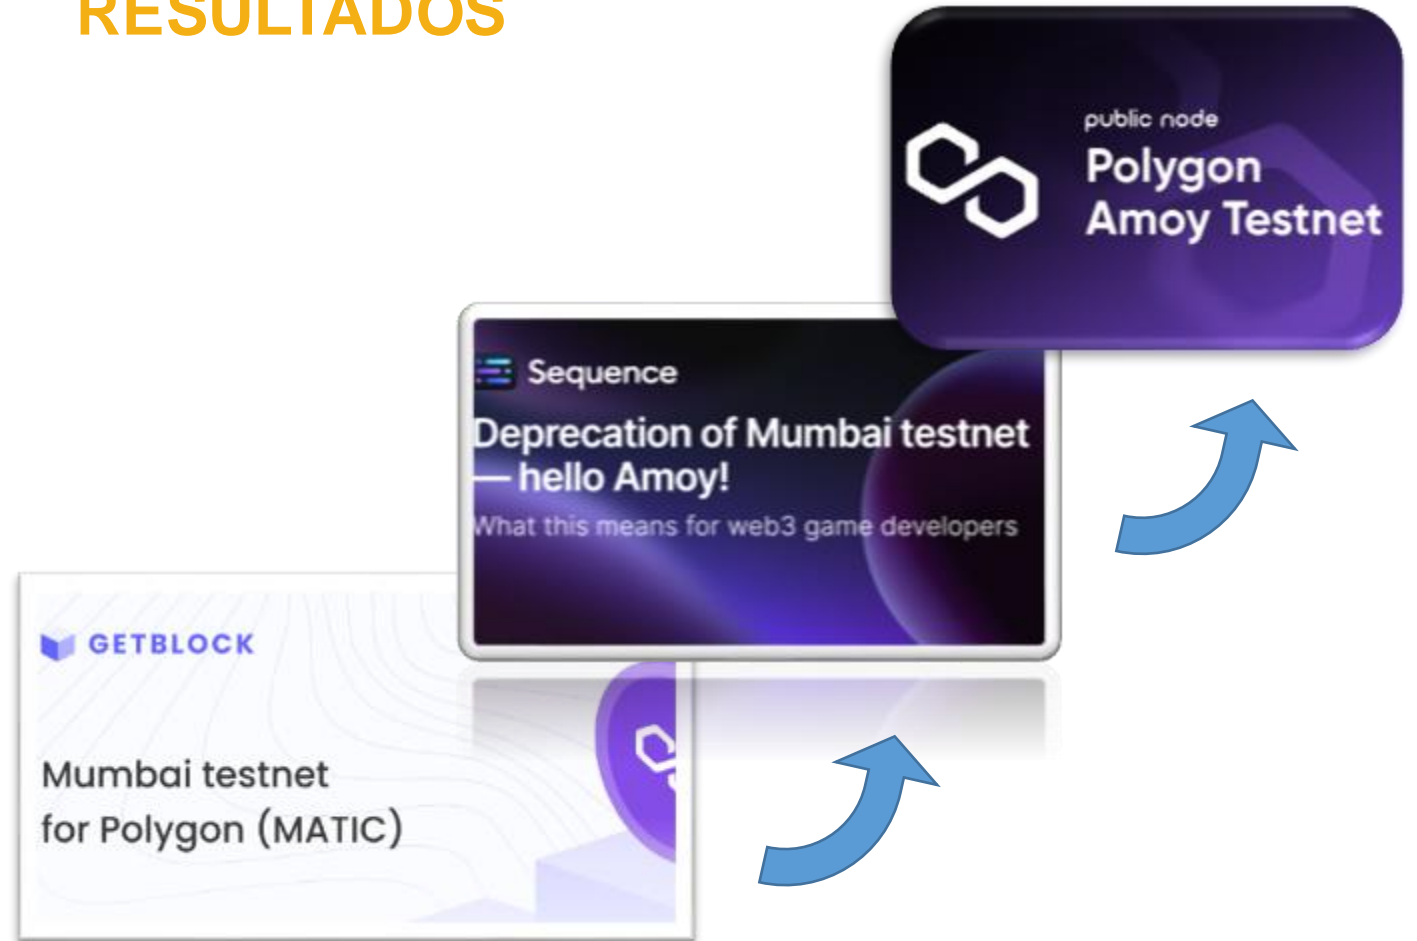 RESULTADOS
public node
Polygon
Amoy Testnet
Sequence
Deprecation of Mumbai testnet
— hello Amoy!
What this means for web3 game developers
GETBLOCK
Mumbai testnet
for Polygon (MATIC)